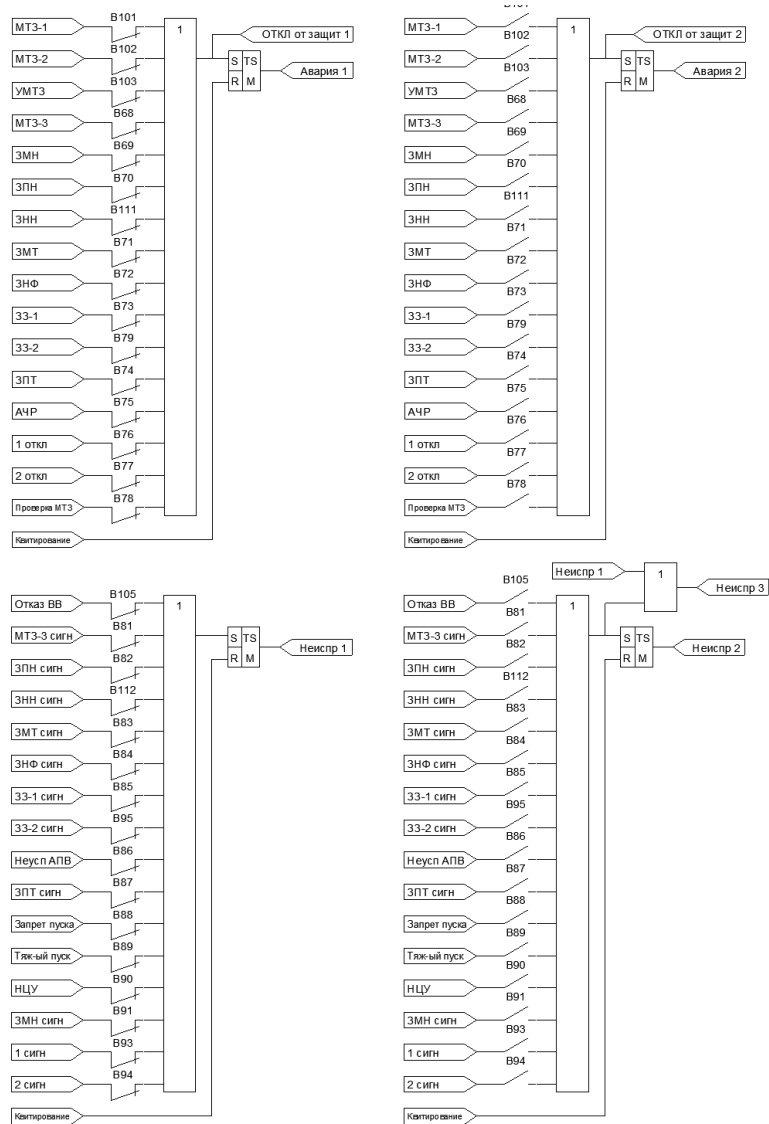 МТЗ-1 B101 1 ОТКЛ от защит 1
МТЗ-2 B102 S TS Авария 1
УМТЗ B103 R M
МТЗ-3 B68
ЗМН B69
ЗПН B70
ЗНН B111
ЗМТ B71
ЗНФ B72
ЗЗ-1 B73
ЗЗ-2 B79
ЗПТ B74
АЧР B75
1 откл B76
2 откл B77
Проверка МТЗ B78
Квитирование
МТЗ-1 B101 1 ОТКЛ от защит 2
МТЗ-2 B102 S TS Авария 2
УМТЗ B103 R M
МТЗ-3 B68
ЗМН B69
ЗПН B70
ЗНН B111
ЗМТ B71
ЗНФ B72
ЗЗ-1 B73
ЗЗ-2 B79
ЗПТ B74
АЧР B75
1 откл B76
2 откл B77
Проверка МТЗ B78
Квитирование
Отказ ВВ B105 1
МТЗ-3 сигн B81 S TS Неиспр 1
ЗПН сигн B82 R M
ЗНН сигн B112
ЗМТ сигн B83
ЗНФ сигн B84
ЗЗ-1 сигн B85
ЗЗ-2 сигн B95
Неусп АПВ B86
ЗПТ сигн B87
Запрет пуска B88
Тяж-ый пуск B89
НЦУ B90
ЗМН сигн B91
1 сигн B93
2 сигн B94
Квитирование
Неиспр 1 1 Неиспр 3
Отказ ВВ B105 1
МТЗ-3 сигн B81 S TS Неиспр 2
ЗПН сигн B82 R M
ЗНН сигн B112
ЗМТ сигн B83
ЗНФ сигн B84
ЗЗ-1 сигн B85
ЗЗ-2 сигн B95
Неусп АПВ B86
ЗПТ сигн B87
Запрет пуска B88
Тяж-ый пуск B89
НЦУ B90
ЗМН сигн B91
1 сигн B93
2 сигн B94
Квитирование